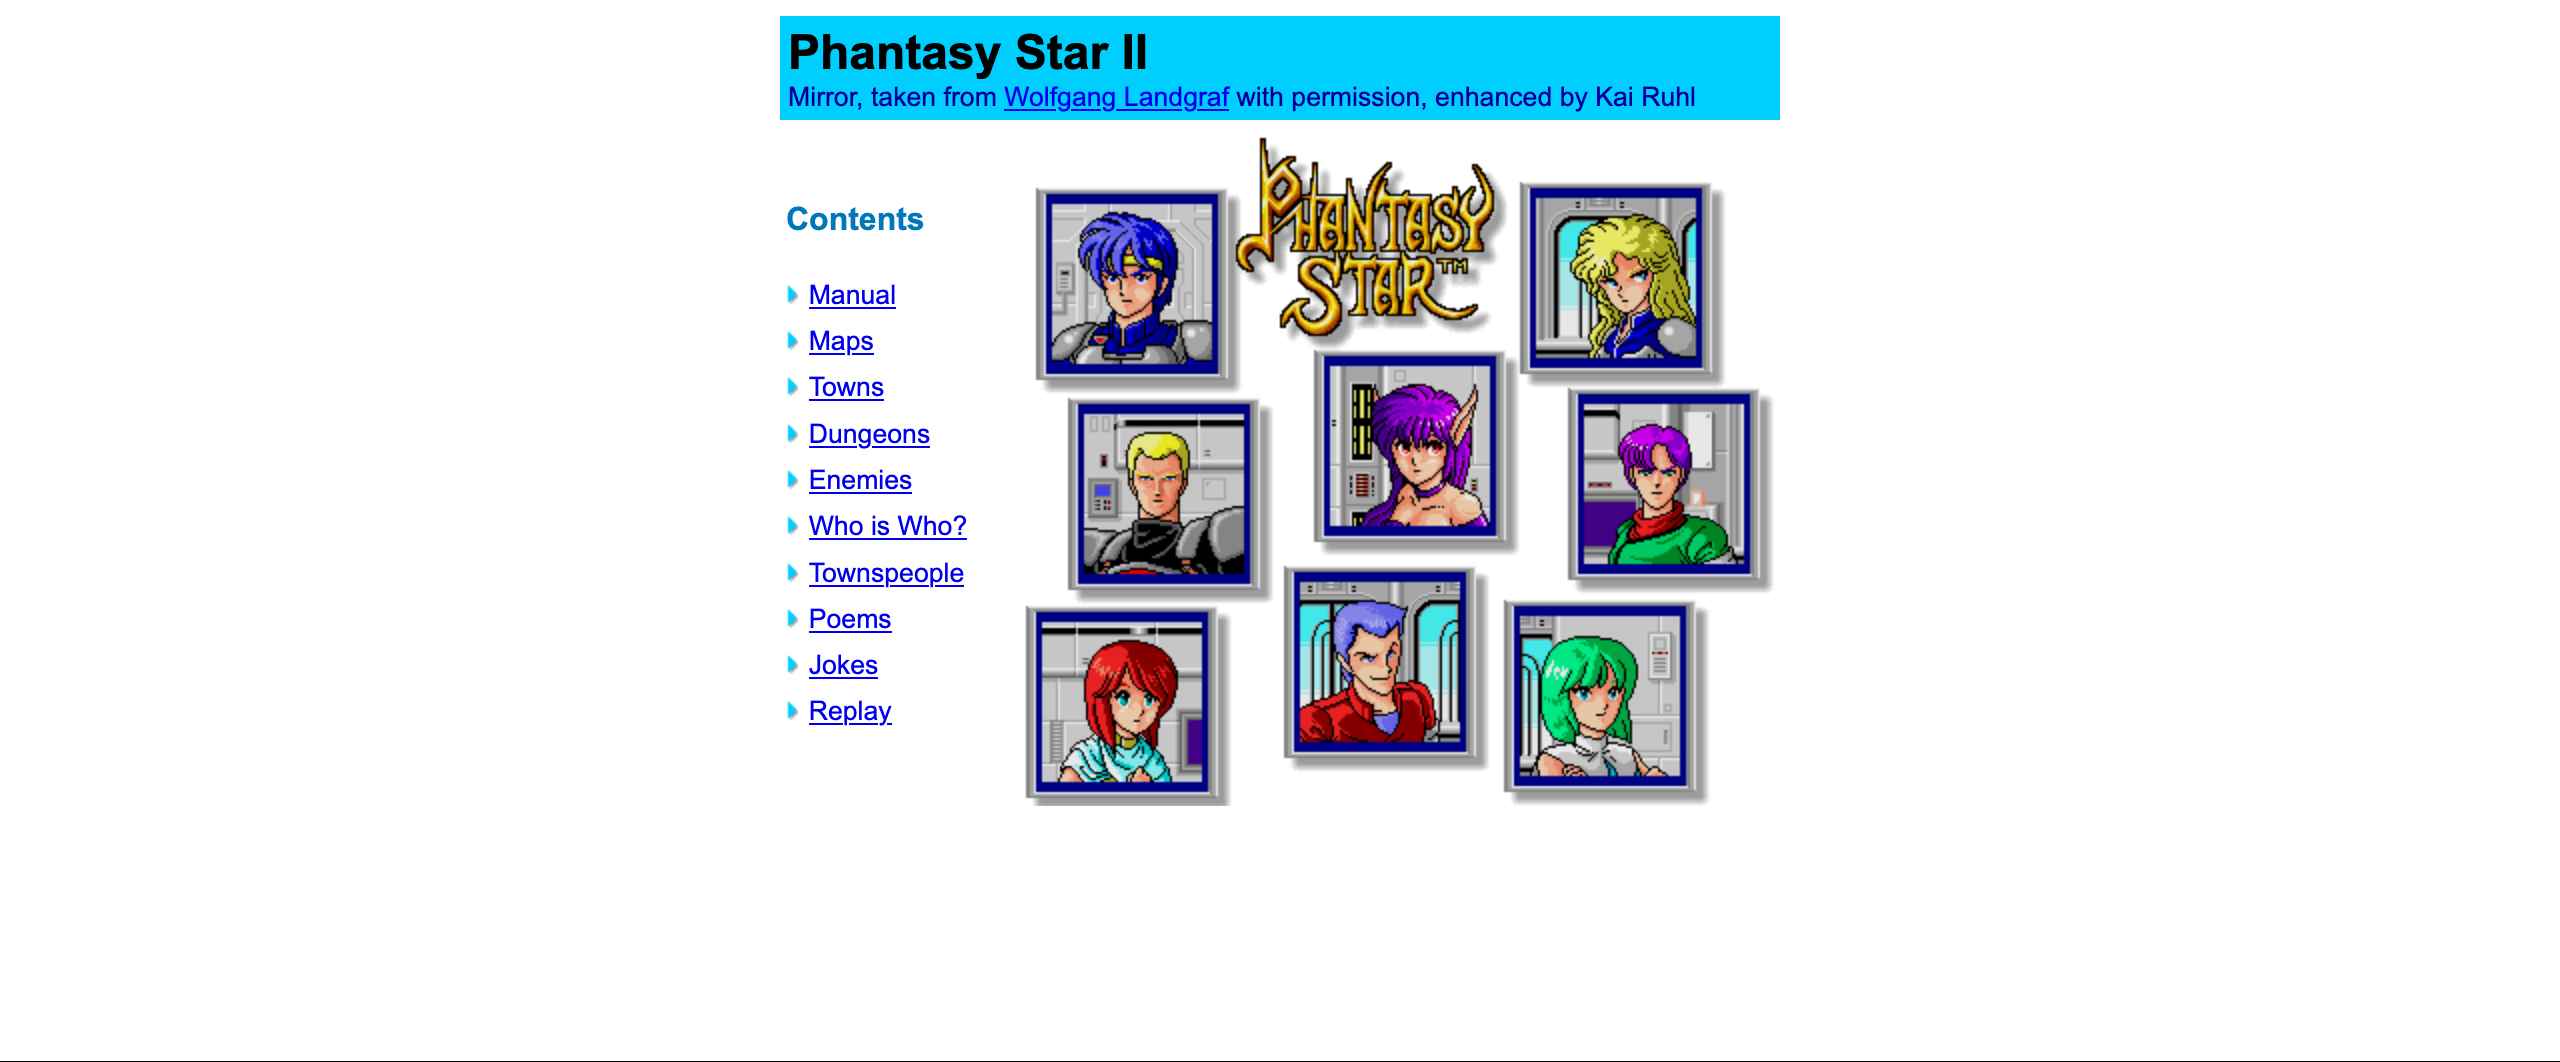 Phantasy Star II
Mirror, taken from Wolfgang Landgraf with permission, enhanced by Kai Ruhl
PHANTASY
STAR™
Contents
Manual
Maps
Towns
Dungeons
Enemies
Who is Who?
Townspeople
Poems
Jokes
Replay